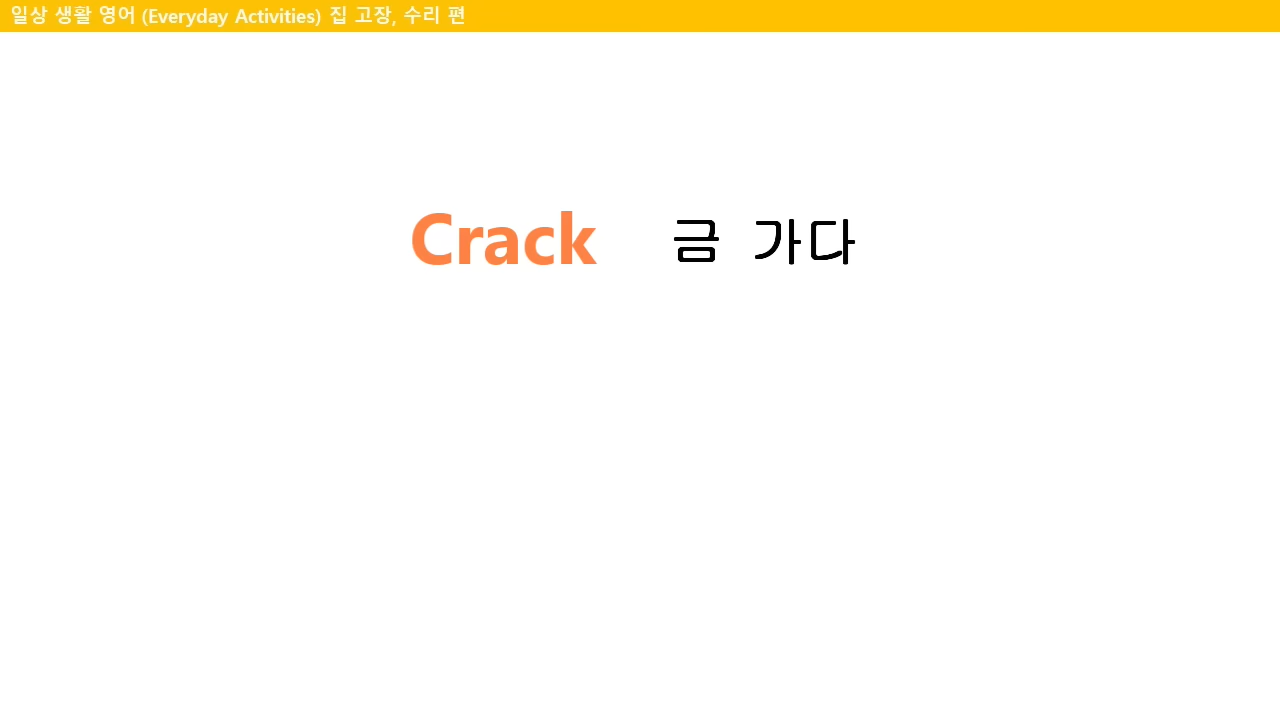 일상 생활 영어 (Everyday Activities) 집 고장, 수리 편
Crack 금 가다